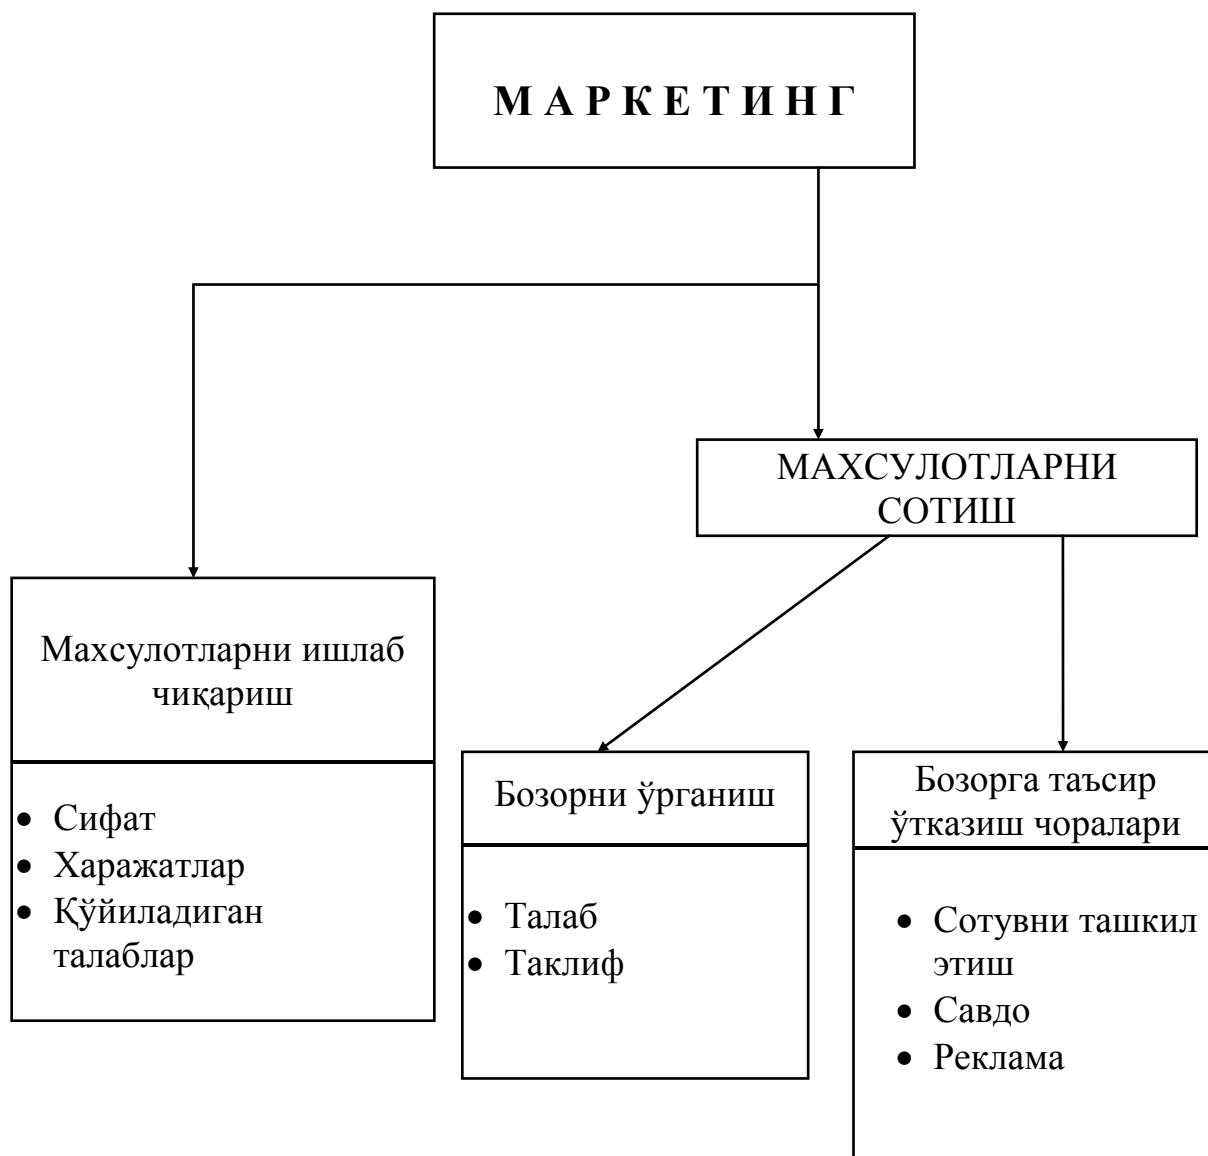 М А Р К Е Т И Н Г
МАХСУЛОТЛАРНИ
СОТИШ
Махсулотларни ишлаб
чиқариш
• Сифат
• Харажатлар
• Қўйиладиган
талаблар
Бозорни ўрганиш
• Талаб
• Таклиф
Бозорга таъсир
ўтказиш чоралари
• Сотувни ташкил
этиш
• Савдо
• Реклама